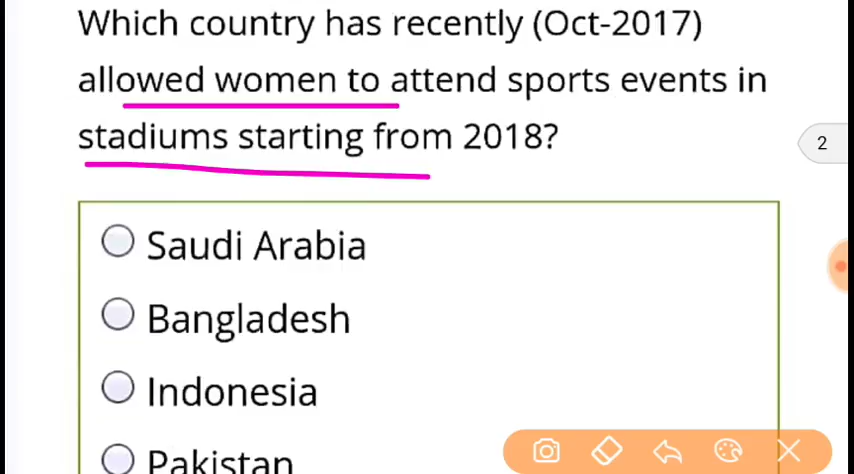 Which country has recently (Oct-2017)
allowed women to attend sports events in
stadiums starting from 2018?
2
Saudi Arabia
Bangladesh
Indonesia
Pakistan